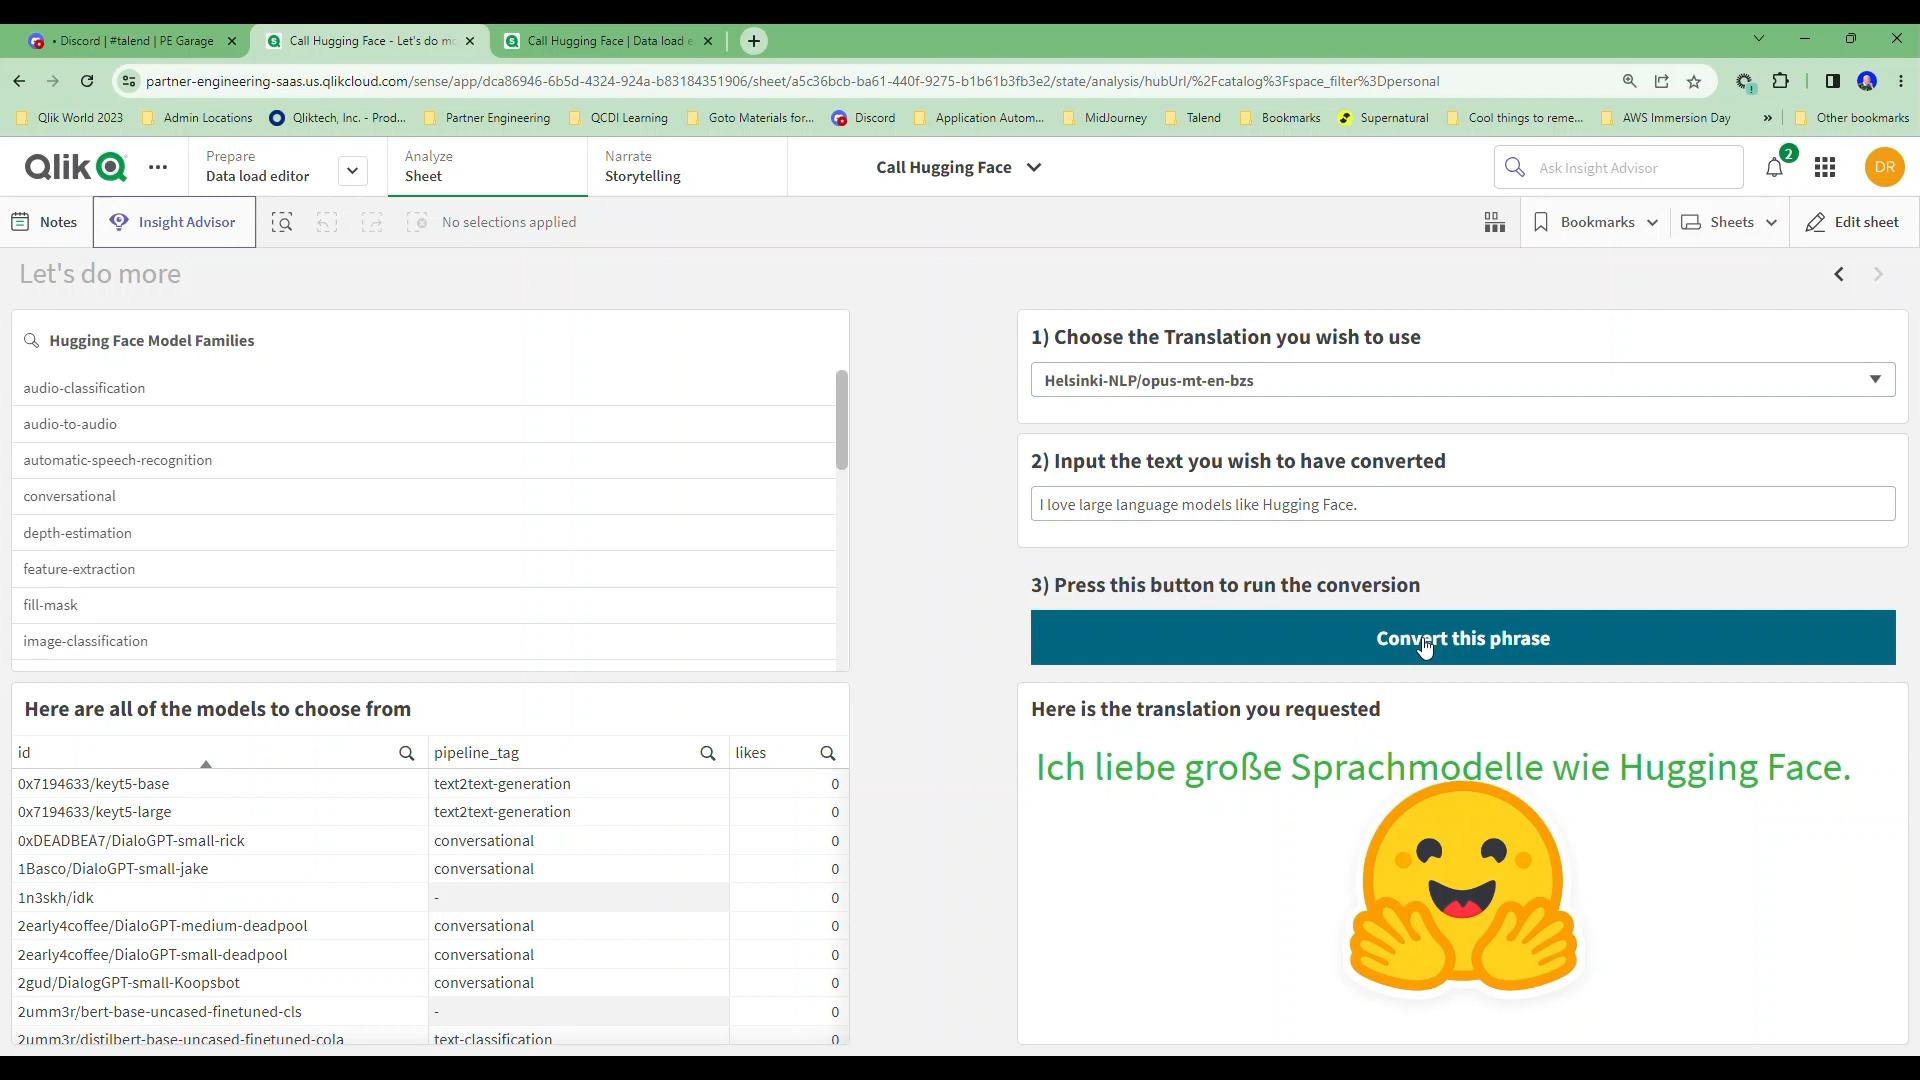 • Discord | #talend | PE Garage
Call Hugging Face - Let's do mo
Call Hugging Face | Data load e
partner-engineering-saas.us.qlikcloud.com/sense/app/dca86946-6b5d-4324-924a-b83184351906/sheet/a5c36bcb-ba61-440f-9275-b1b61b3fb3e2/state/analysis/hubUrl/%2Fcatalog%3Fspace_filter%3Dpersonal
Qlik World 2023
Admin Locations
Qliktech, Inc. - Prod...
Partner Engineering
QCDI Learning
Goto Materials for...
Discord
Application Autom...
MidJourney
Talend
Bookmarks
Supernatural
Cool things to reme...
AWS Immersion Day
»
Other bookmarks
Qlik
Prepare
Data load editor
Analyze
Sheet
Narrate
Storytelling
Call Hugging Face
Ask Insight Advisor
2
DR
Notes
Insight Advisor
No selections applied
Bookmarks
Sheets
Edit sheet
Let's do more
Hugging Face Model Families
audio-classification
audio-to-audio
automatic-speech-recognition
conversational
depth-estimation
feature-extraction
fill-mask
image-classification
Here are all of the models to choose from
id pipeline_tag likes
0x7194633/keyt5-base text2text-generation 0
0x7194633/keyt5-large text2text-generation 0
0xDEADBEA7/DialoGPT-small-rick conversational 0
1Basco/DialoGPT-small-jake conversational 0
1n3skh/idk - 0
2early4coffee/DialoGPT-medium-deadpool conversational 0
2early4coffee/DialoGPT-small-deadpool conversational 0
2gud/DialogGPT-small-Koopsbot conversational 0
2umm3r/bert-base-uncased-finetuned-cls - 0
2umm3r/distilbert-base-uncased-finetuned-cola text-classification 0
1) Choose the Translation you wish to use
Helsinki-NLP/opus-mt-en-bzs
2) Input the text you wish to have converted
I love large language models like Hugging Face.
3) Press this button to run the conversion
Convert this phrase
Here is the translation you requested
Ich liebe große Sprachmodelle wie Hugging Face.